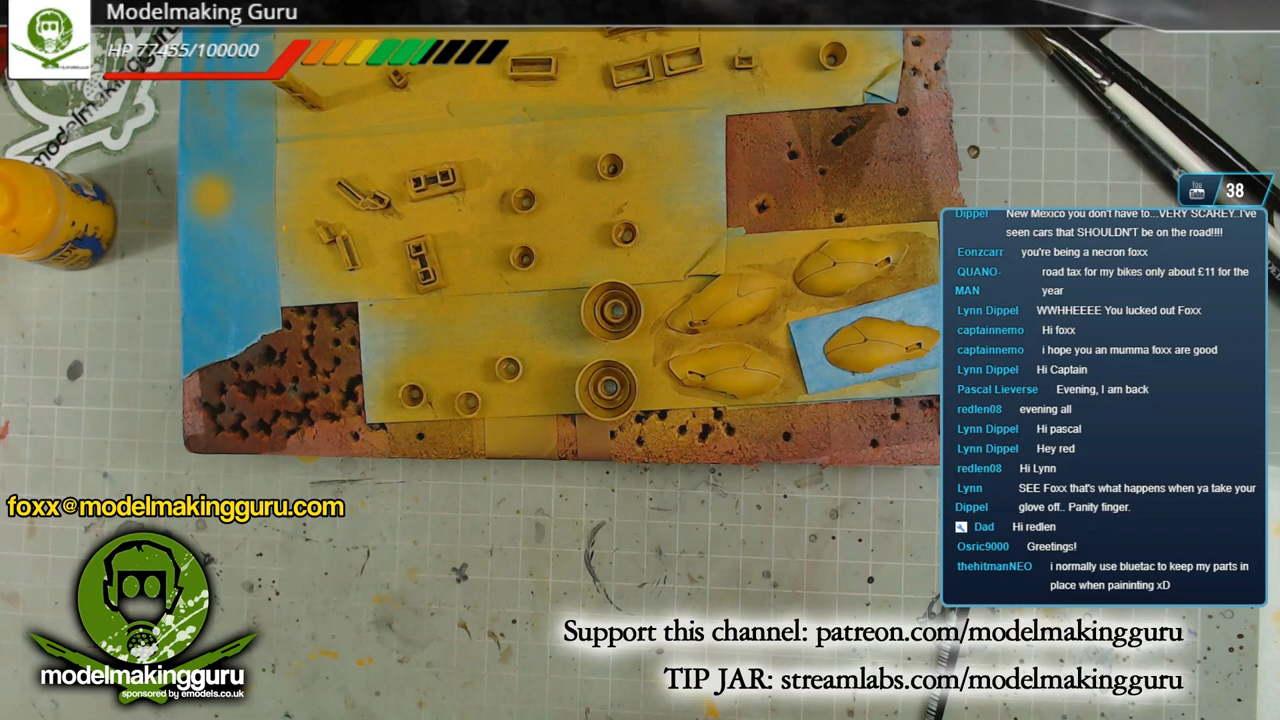 Modelmaking Guru
HP 77455/100000
modelmakingguru
You
Tube
38
Dippel New Mexico you don't have to...VERY SCAREY..I've
seen cars that SHOULDN'T be on the road!!!!
Eonzcarr you're being a necron foxx
QUANO- road tax for my bikes only about £11 for the
MAN year
Lynn Dippel WWHHEEEE You lucked out Foxx
captainnemo Hi foxx
captainnemo i hope you an mumma foxx are good
Lynn Dippel Hi Captain
Pascal Lieverse Evening, I am back
redlen08 evening all
Lynn Dippel Hi pascal
Lynn Dippel Hey red
redlen08 Hi Lynn
Lynn SEE Foxx that's what happens when ya take your
Dippel glove off.. Panity finger.
Dad Hi redlen
Osric9000 Greetings!
thehitmanNEO i normally use bluetac to keep my parts in
place when paininting xD
foxx@modelmakingguru.com
modelmakingguru
sponsored by emodels.co.uk
Support this channel: patreon.com/modelmakingguru
TIP JAR: streamlabs.com/modelmakingguru